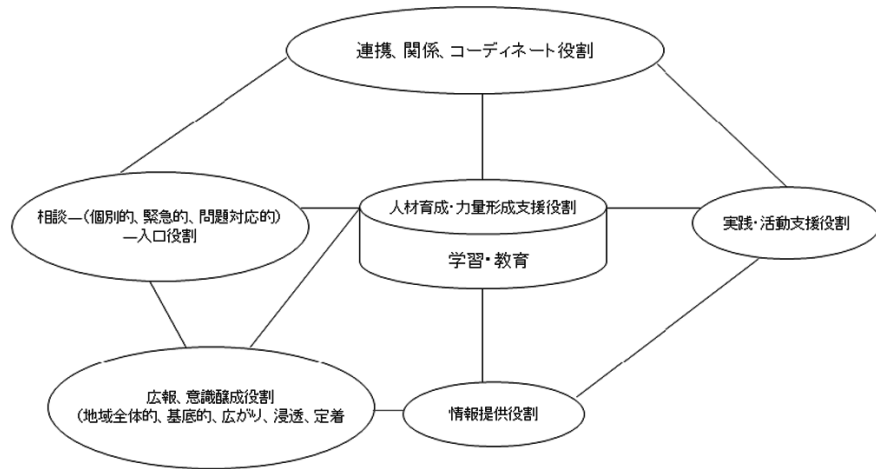 連携、関係、コーディネート役割
人材育成・力量形成支援役割
学習・教育
相談―(個別的、緊急的、問題対応的)
―入口役割
実践・活動支援役割
広報、意識醸成役割
(地域全体的、基底的、広がり、浸透、定着
情報提供役割